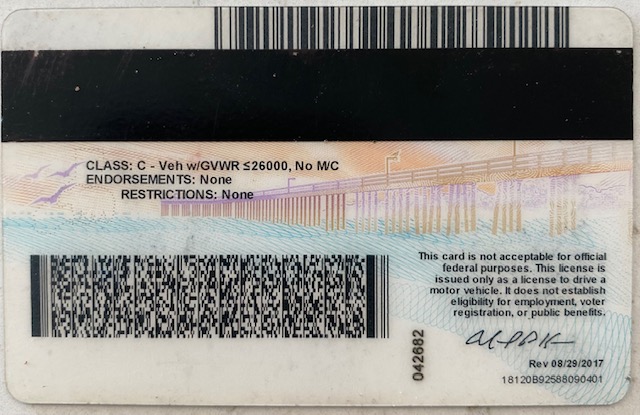 CLASS: C - Veh w/GVWR ≤26000, No M/C
ENDORSEMENTS: None
RESTRICTIONS: None
This card is not acceptable for official
federal purposes. This license is
issued only as a license to drive a
motor vehicle. It does not establish
eligibility for employment, voter
registration, or public benefits.
042682
Rev 08/29/2017
18120B92588090401